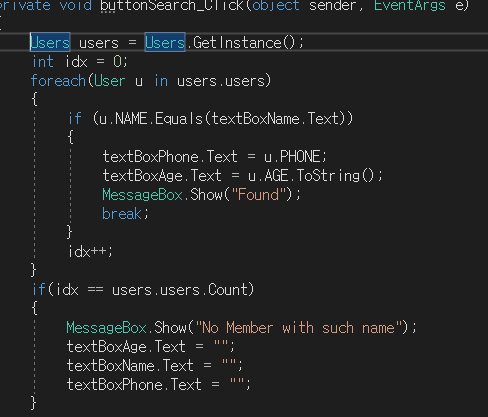 private void buttonSearch_Click(object sender, EventArgs e)
{
Users users = Users.GetInstance();
int idx = 0;
foreach(User u in users.users)
{
if (u.NAME.Equals(textBoxName.Text))
{
textBoxPhone.Text = u.PHONE;
textBoxAge.Text = u.AGE.ToString();
MessageBox.Show("Found");
break;
}
idx++;
}
if(idx == users.users.Count)
{
MessageBox.Show("No Member with such name");
textBoxAge.Text = "";
textBoxName.Text = "";
textBoxPhone.Text = "";
}